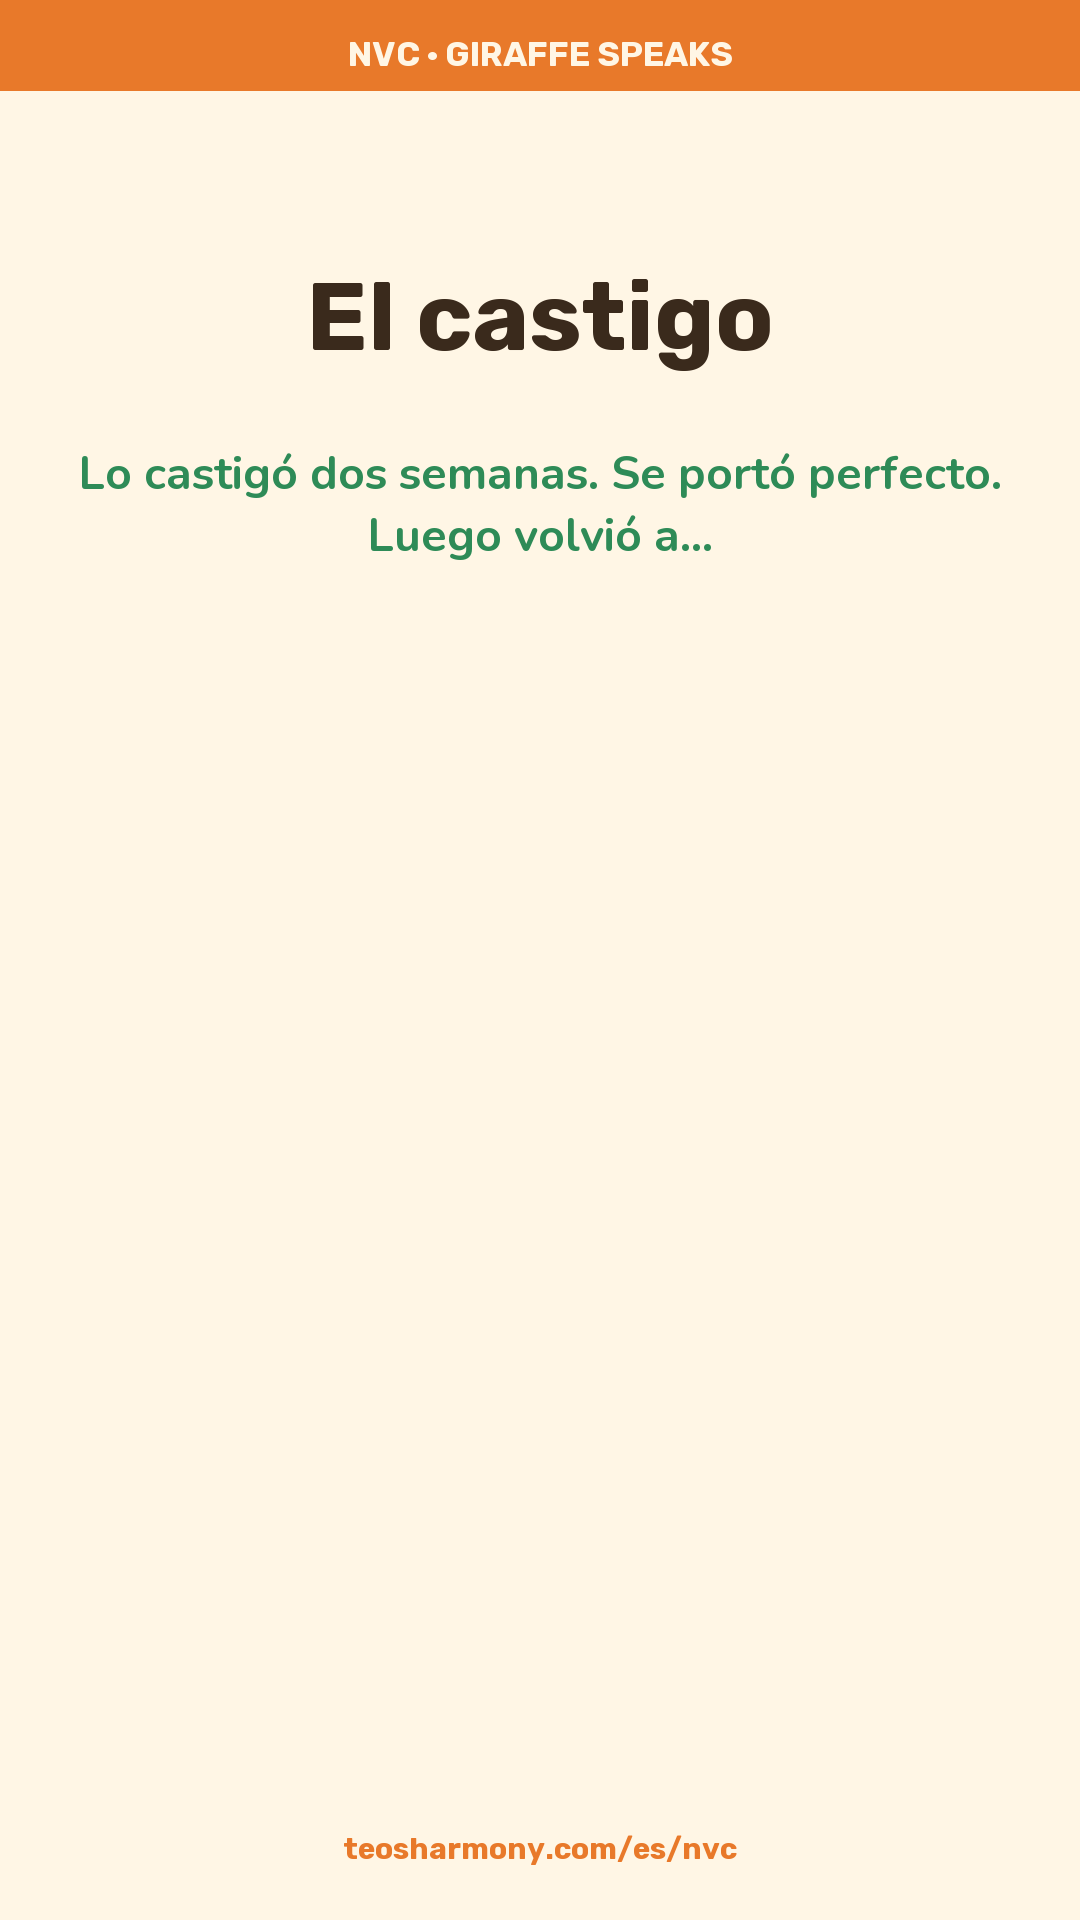 NVC • GIRAFFE SPEAKS
El castigo
Lo castigó dos semanas. Se portó perfecto.
Luego volvió a...
teosharmony.com/es/nvc